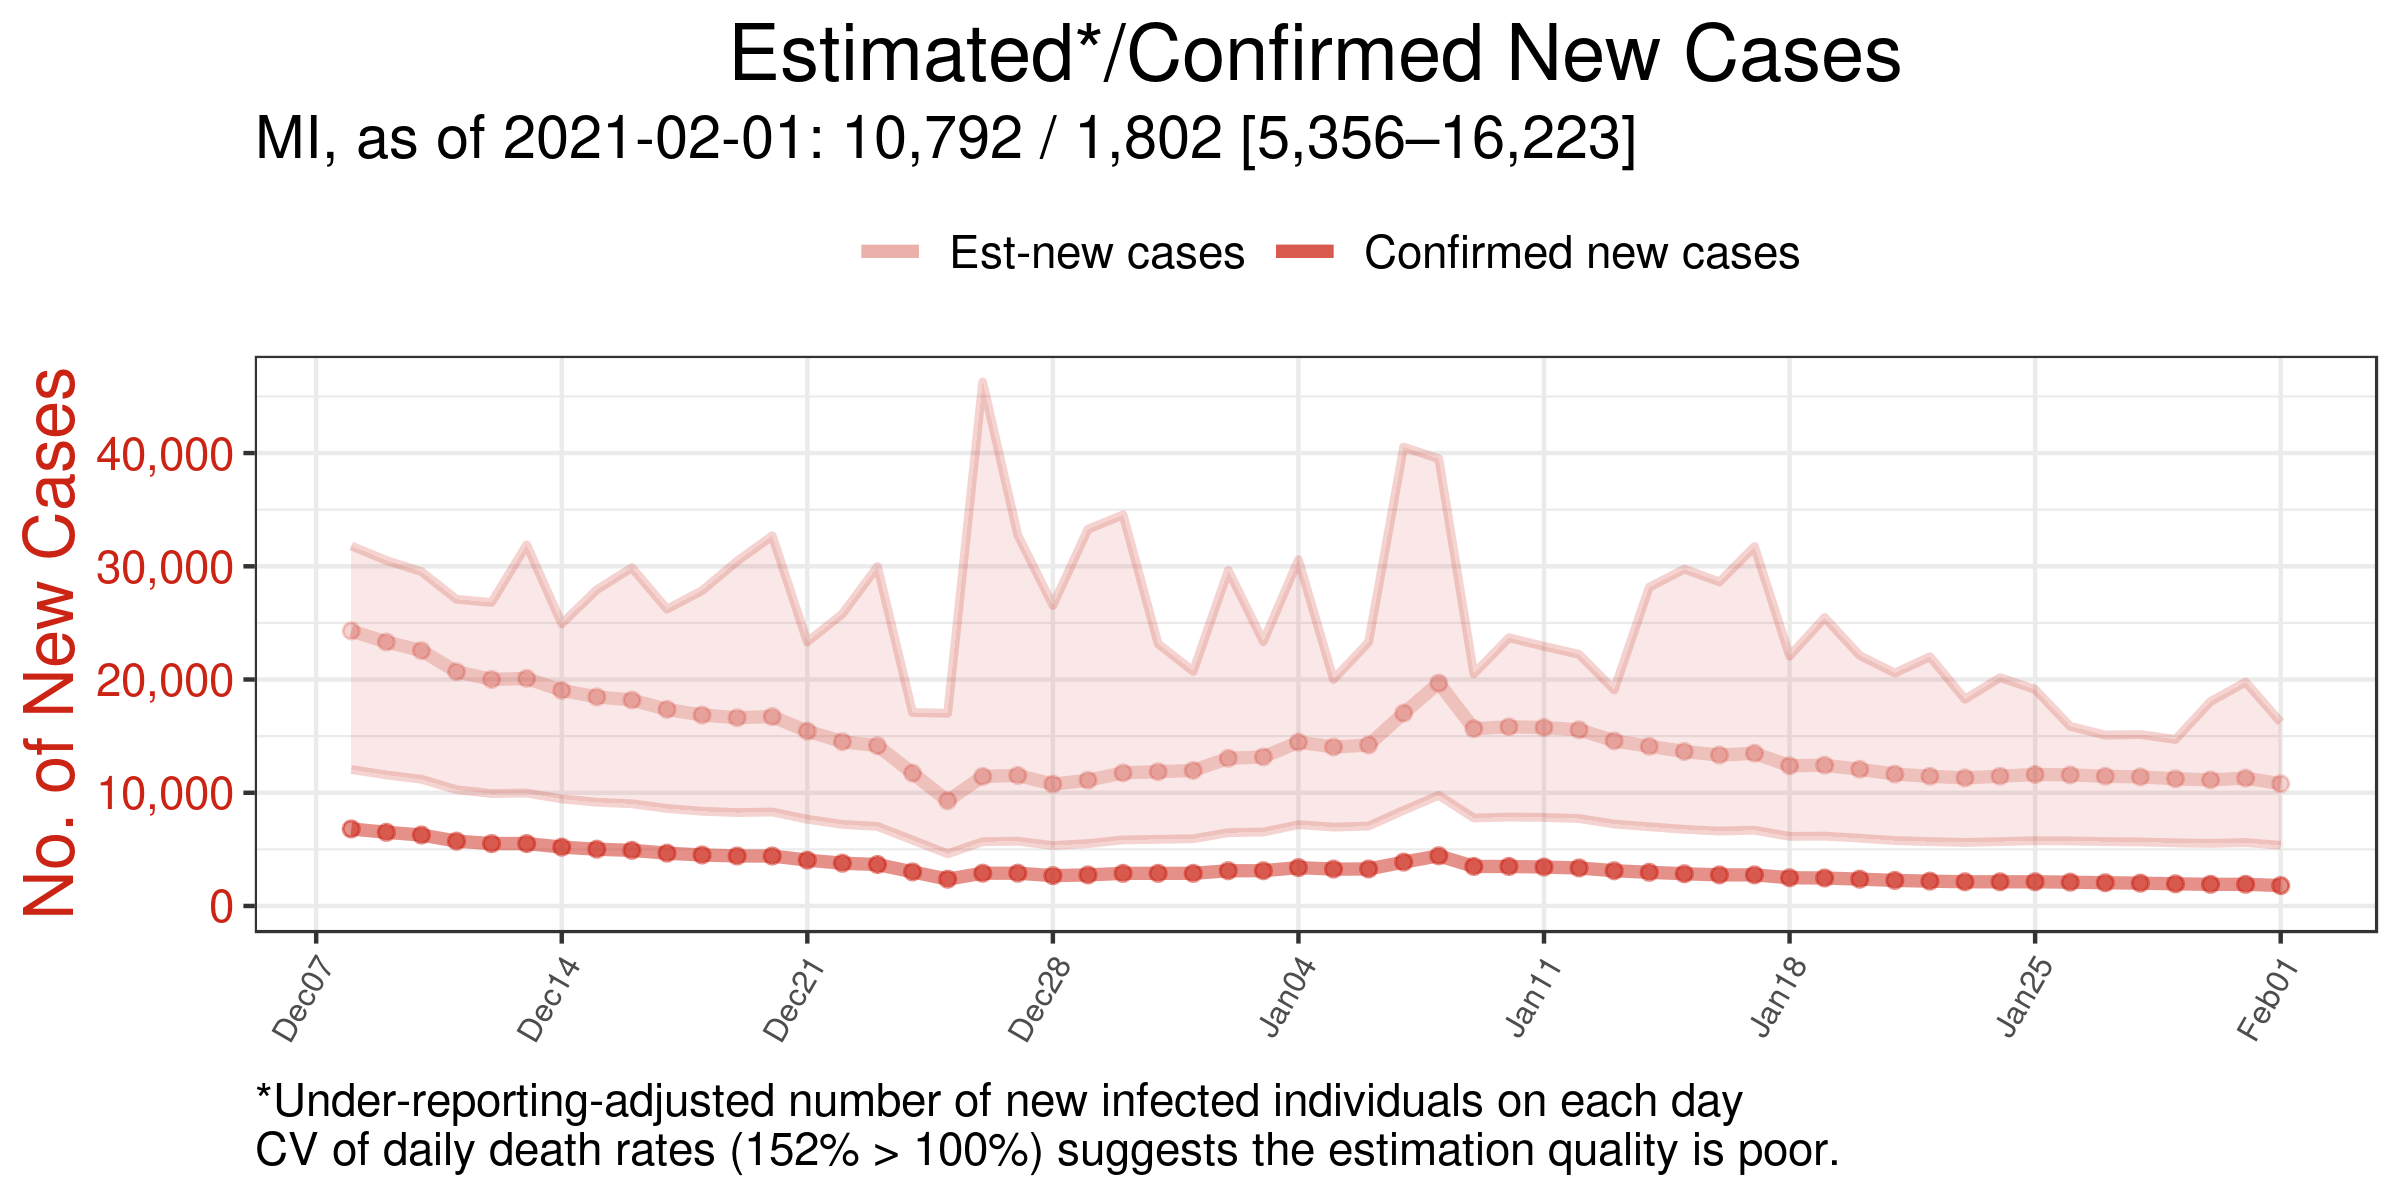 Estimated*/Confirmed New Cases
MI, as of 2021-02-01: 10,792 / 1,802 [5,356–16,223]
Est-new cases
Confirmed new cases
No. of New Cases
40,000
30,000
20,000
10,000
0
Dec07
Dec14
Dec21
Dec28
Jan04
Jan11
Jan18
Jan25
Feb01
*Under-reporting-adjusted number of new infected individuals on each day
CV of daily death rates (152% > 100%) suggests the estimation quality is poor.